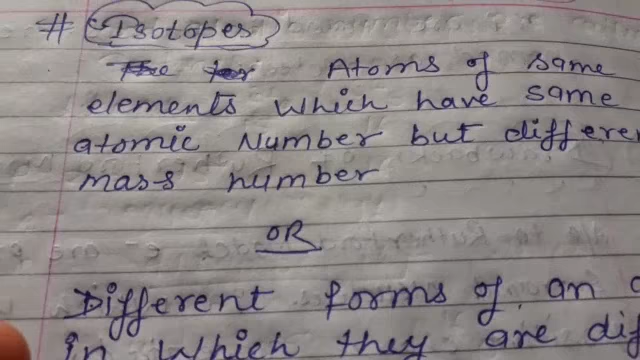 # Isotopes
Atoms of same
elements which have same
atomic Number but differen
mass number
OR
Different forms of an
in which they are dif